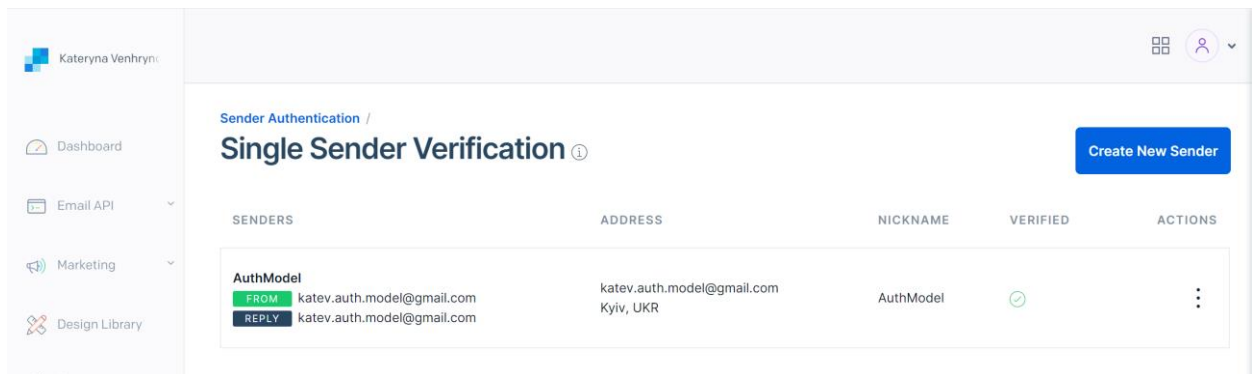 Kateryna Venhryno
Sender Authentication /
Single Sender Verification
Create New Sender
Dashboard
Email API
Marketing
Design Library
SENDERS ADDRESS NICKNAME VERIFIED ACTIONS
AuthModel
FROM katev.auth.model@gmail.com
REPLY katev.auth.model@gmail.com
katev.auth.model@gmail.com
Kyiv, UKR
AuthModel